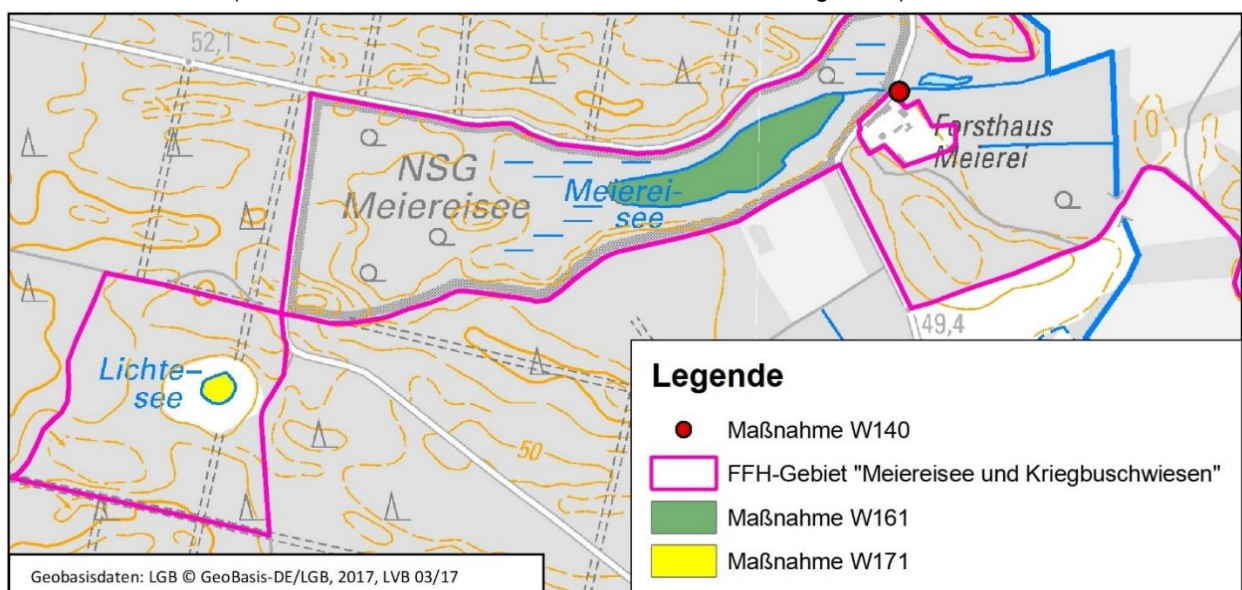 52,1
NSG
Meiereisee
Meierei-
see
Forsthaus
Meierei
49,4
Lichte-
see
50
Legende
Maßnahme W140
FFH-Gebiet "Meiereisee und Kriegbuschwiesen"
Maßnahme W161
Maßnahme W171
Geobasisdaten: LGB © GeoBasis-DE/LGB, 2017, LVB 03/17